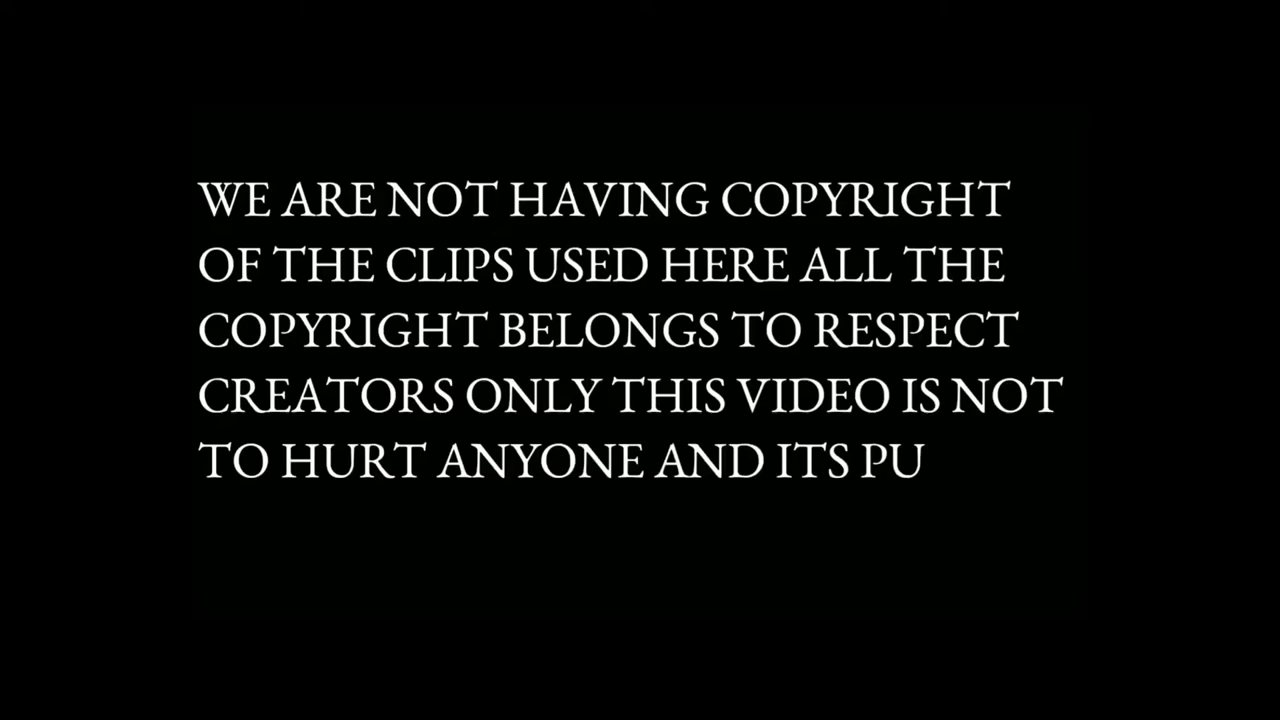 WE ARE NOT HAVING COPYRIGHT
OF THE CLIPS USED HERE ALL THE
COPYRIGHT BELONGS TO RESPECT
CREATORS ONLY THIS VIDEO IS NOT
TO HURT ANYONE AND ITS PU